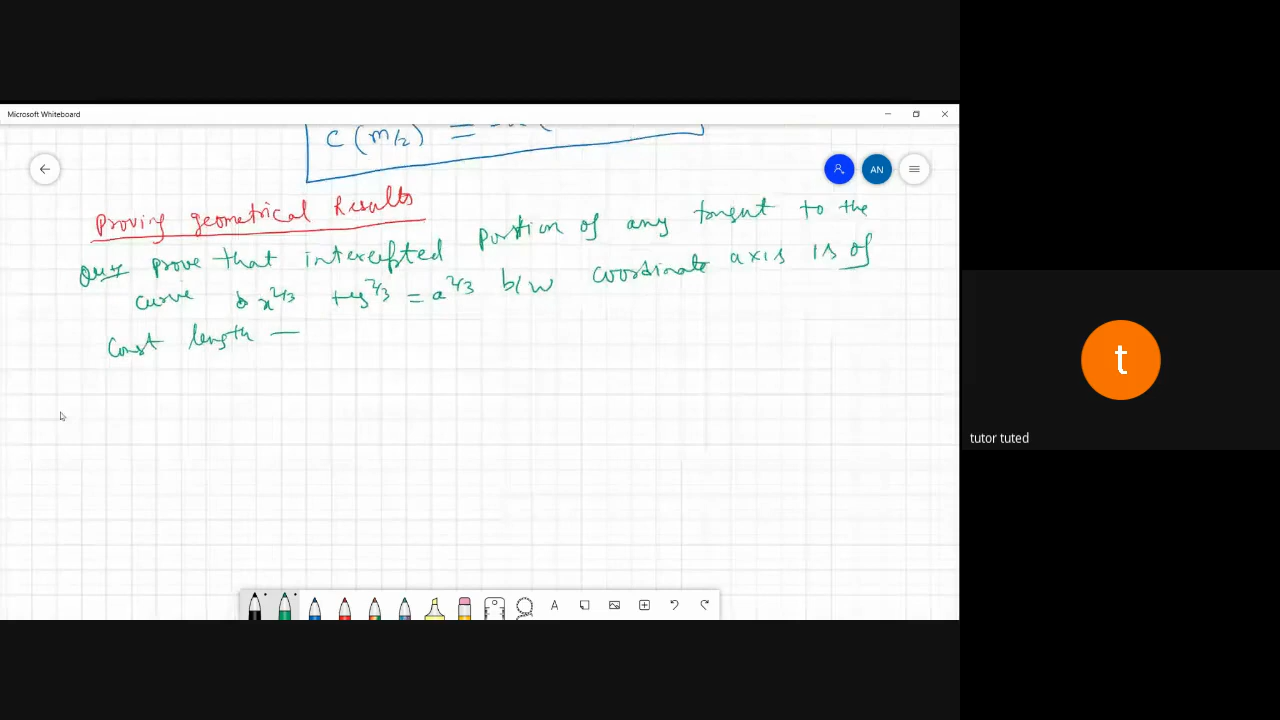 Microsoft Whiteboard
C (m/2) =
AN
Proving geometrical Results
Ques prove that intercepted portion of any tangent to the
curve x^2/3 + y^2/3 = a^2/3 b/w coordinate axis is of
Const length —
t
tutor tuted
A